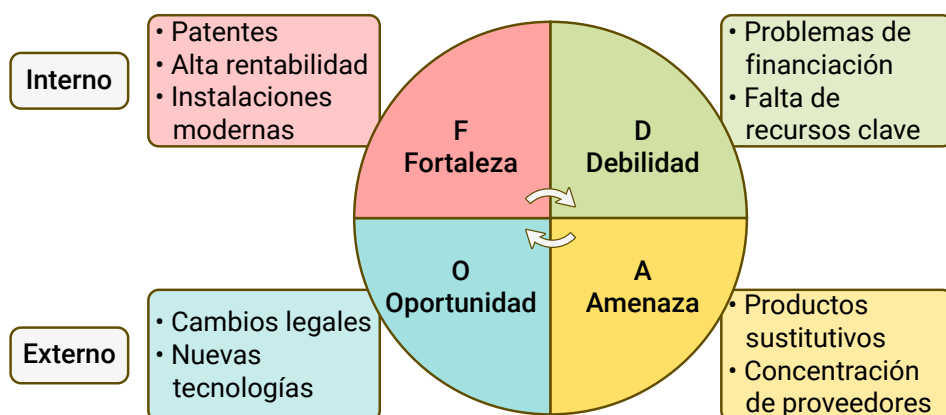 Interno
• Patentes
• Alta rentabilidad
• Instalaciones
modernas
F
Fortaleza
D
Debilidad
• Problemas de
financiación
• Falta de
recursos clave
Externo
• Cambios legales
• Nuevas
tecnologías
O
Oportunidad
A
Amenaza
• Productos
sustitutivos
• Concentración
de proveedores